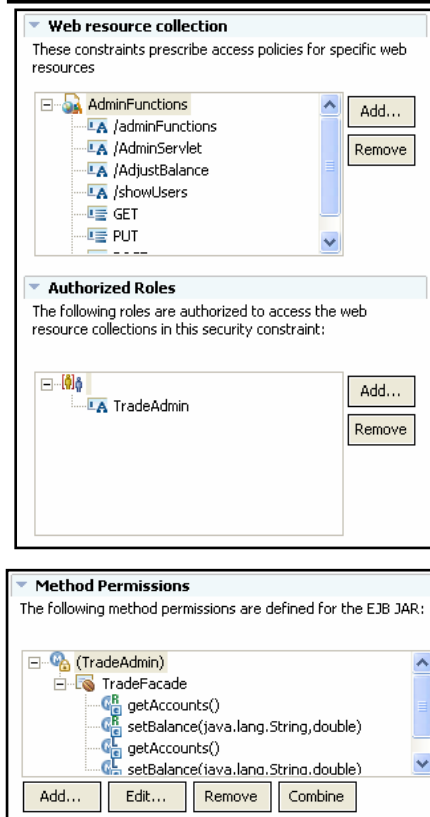 Web resource collection
These constraints prescribe access policies for specific web
resources
AdminFunctions
/adminFunctions
/AdminServlet
/AdjustBalance
/showUsers
GET
PUT
Add...
Remove
Authorized Roles
The following roles are authorized to access the web
resource collections in this security constraint:
TradeAdmin
Add...
Remove
Method Permissions
The following method permissions are defined for the EJB JAR:
(TradeAdmin)
TradeFacade
getAccounts()
setBalance(java.lang.String,double)
getAccounts()
setBalance(java.lang.String,double)
Add...
Edit...
Remove
Combine